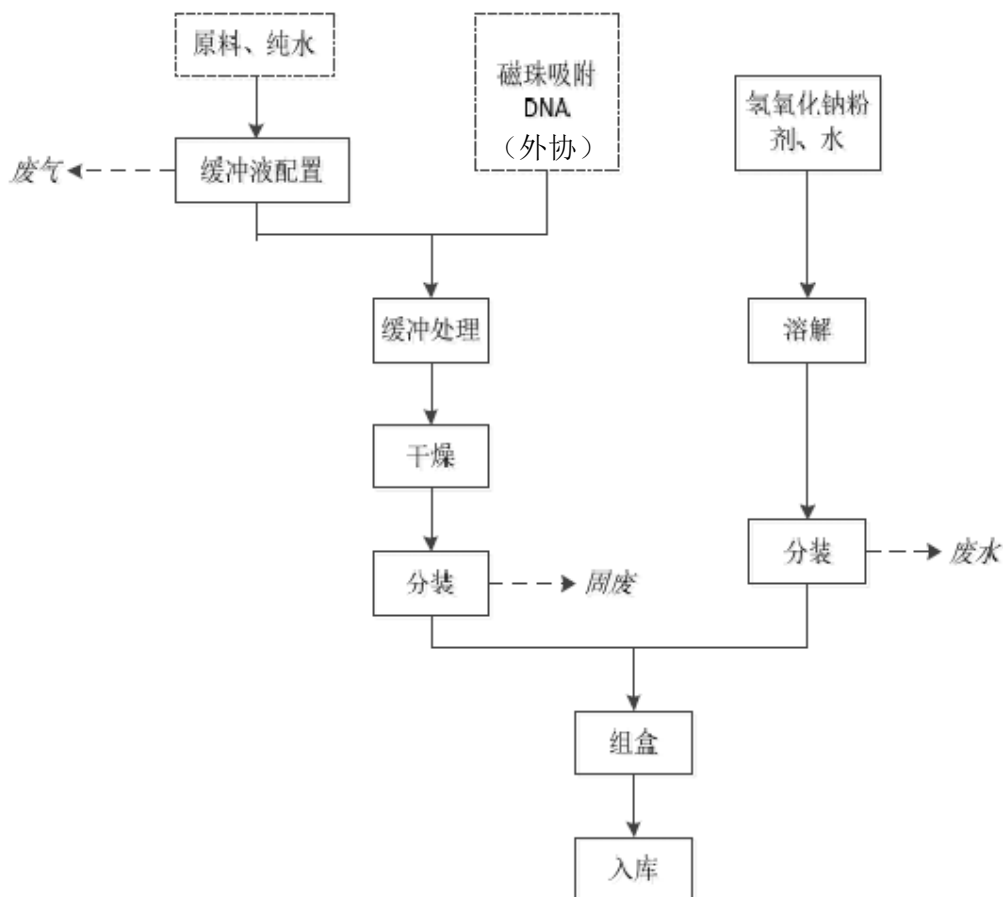 原料、纯水
磁珠吸附
DNA
（外协）
氢氧化钠粉
剂、水
废气
缓冲液配置
缓冲处理
溶解
干燥
分装
固废
分装
废水
组盒
入库